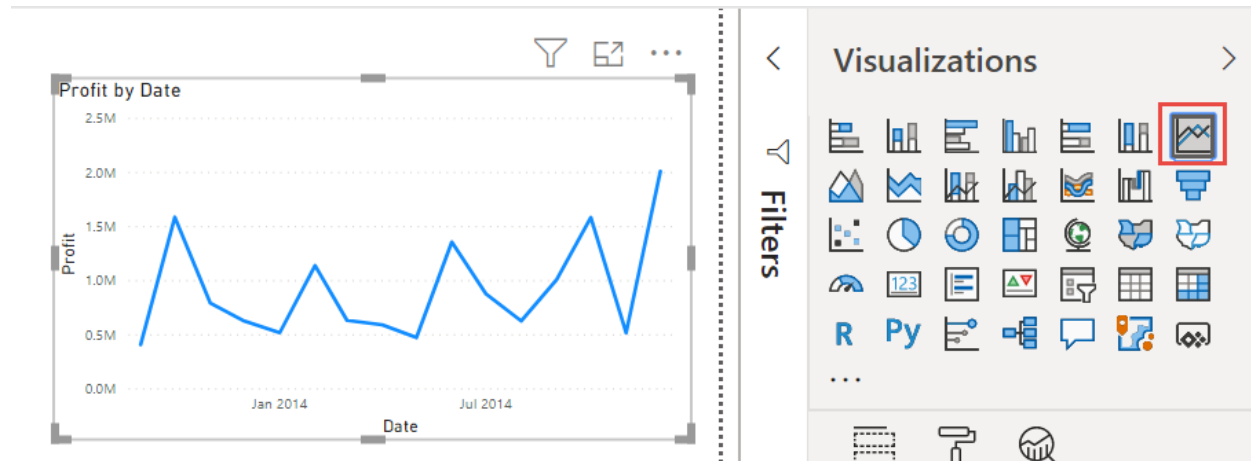 Profit by Date
2.5M
2.0M
1.5M
1.0M
0.5M
0.0M
Profit
Jan 2014 Jul 2014
Date
Filters
Visualizations
123
R Py